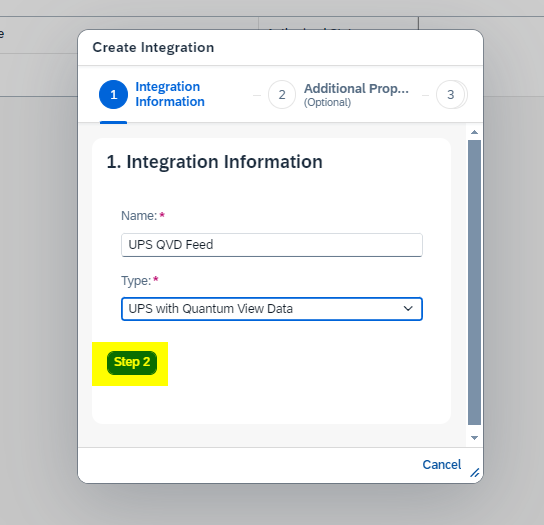 e
Create Integration
1
Integration
Information
2
Additional Prop...
(Optional)
3
1. Integration Information
Name:*
UPS QVD Feed
Type:*
UPS with Quantum View Data
Step 2
Cancel